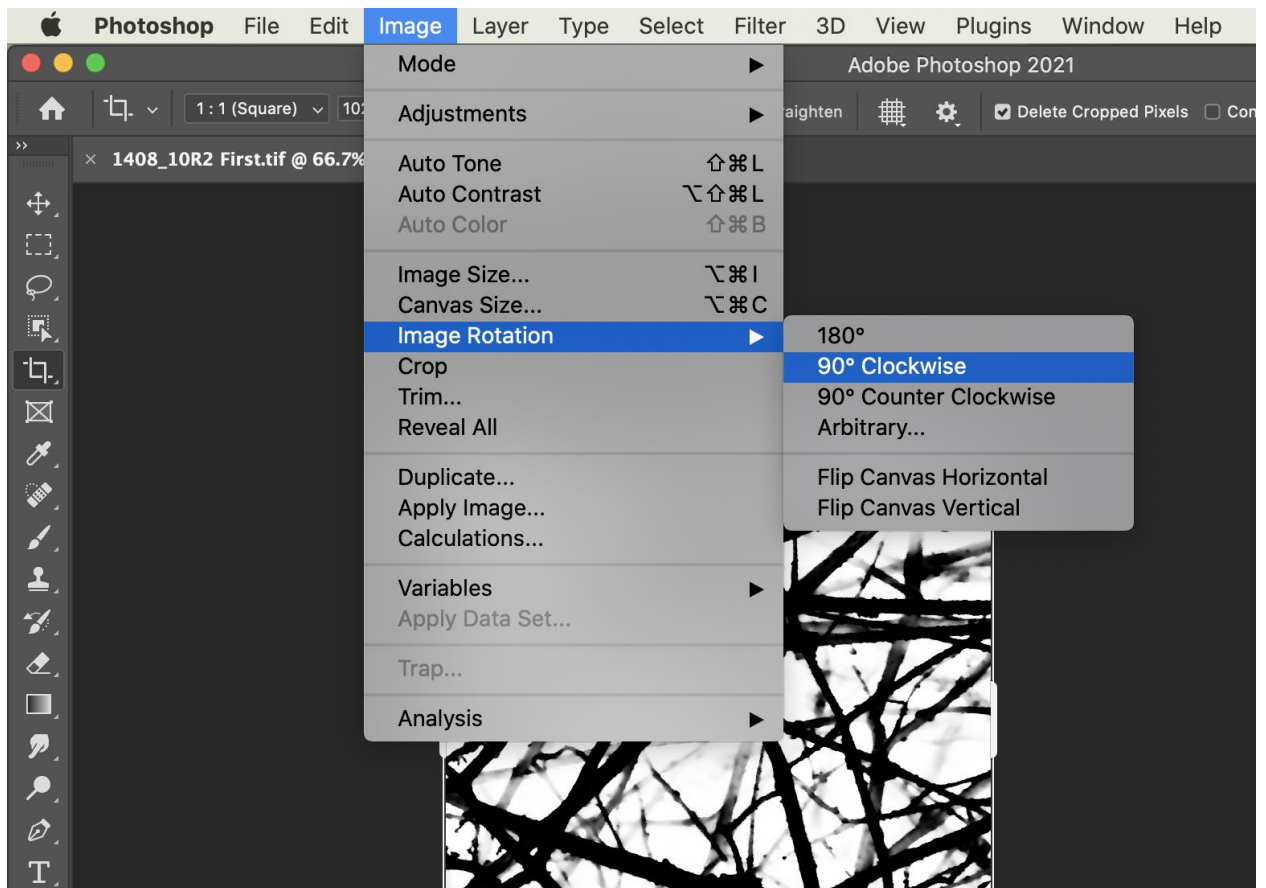 Photoshop File Edit Image Layer Type Select Filter 3D View Plugins Window Help
Adobe Photoshop 2021
1 : 1 (Square) 102 aighten Delete Cropped Pixels Con
× 1408_10R2 First.tif @ 66.7%
Mode
Adjustments
Auto Tone ⇧⌘L
Auto Contrast ⌥⇧⌘L
Auto Color ⇧⌘B
Image Size... ⌥⌘I
Canvas Size... ⌥⌘C
Image Rotation
Crop
Trim...
Reveal All
Duplicate...
Apply Image...
Calculations...
Variables
Apply Data Set...
Trap...
Analysis
180°
90° Clockwise
90° Counter Clockwise
Arbitrary...
Flip Canvas Horizontal
Flip Canvas Vertical
T